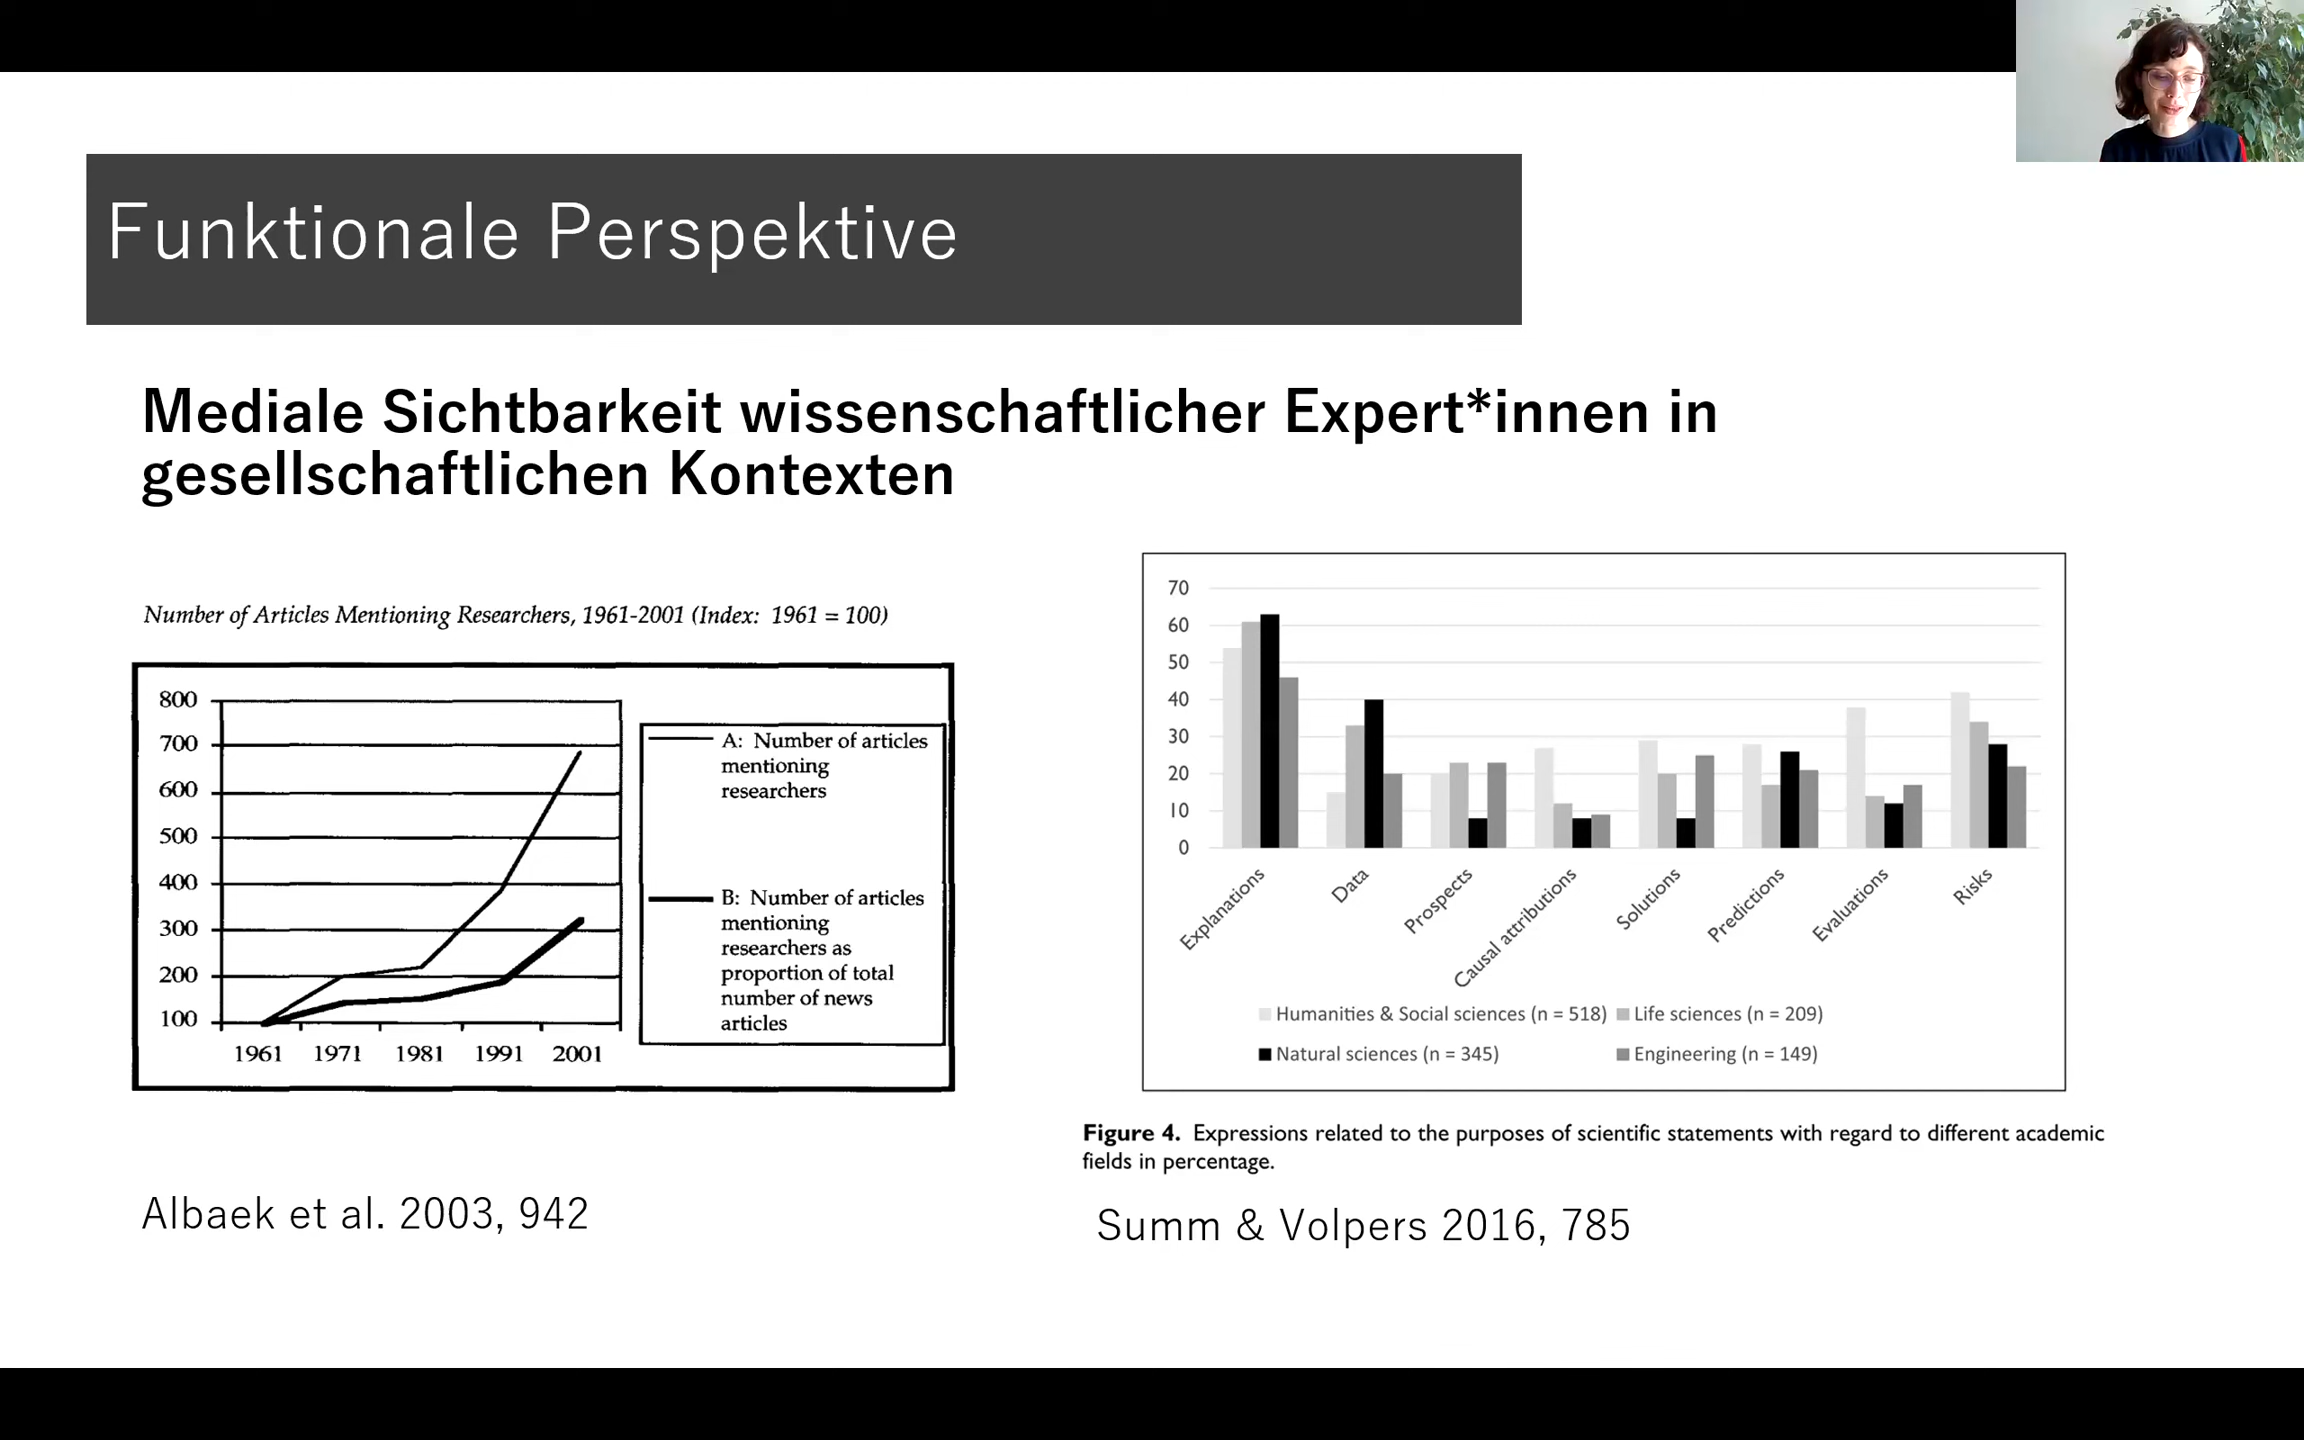 Funktionale Perspektive
Mediale Sichtbarkeit wissenschaftlicher Expert*innen in
gesellschaftlichen Kontexten
Number of Articles Mentioning Researchers, 1961-2001 (Index: 1961 = 100)
800
700
600
500
400
300
200
100
1961 1971 1981 1991 2001
A: Number of articles
mentioning
researchers
B: Number of articles
mentioning
researchers as
proportion of total
number of news
articles
Albaek et al. 2003, 942
70
60
50
40
30
20
10
0
Explanations
Data
Prospects
Causal attributions
Solutions
Predictions
Evaluations
Risks
Humanities & Social sciences (n = 518) Life sciences (n = 209)
Natural sciences (n = 345) Engineering (n = 149)
Figure 4. Expressions related to the purposes of scientific statements with regard to different academic
fields in percentage.
Summ & Volpers 2016, 785